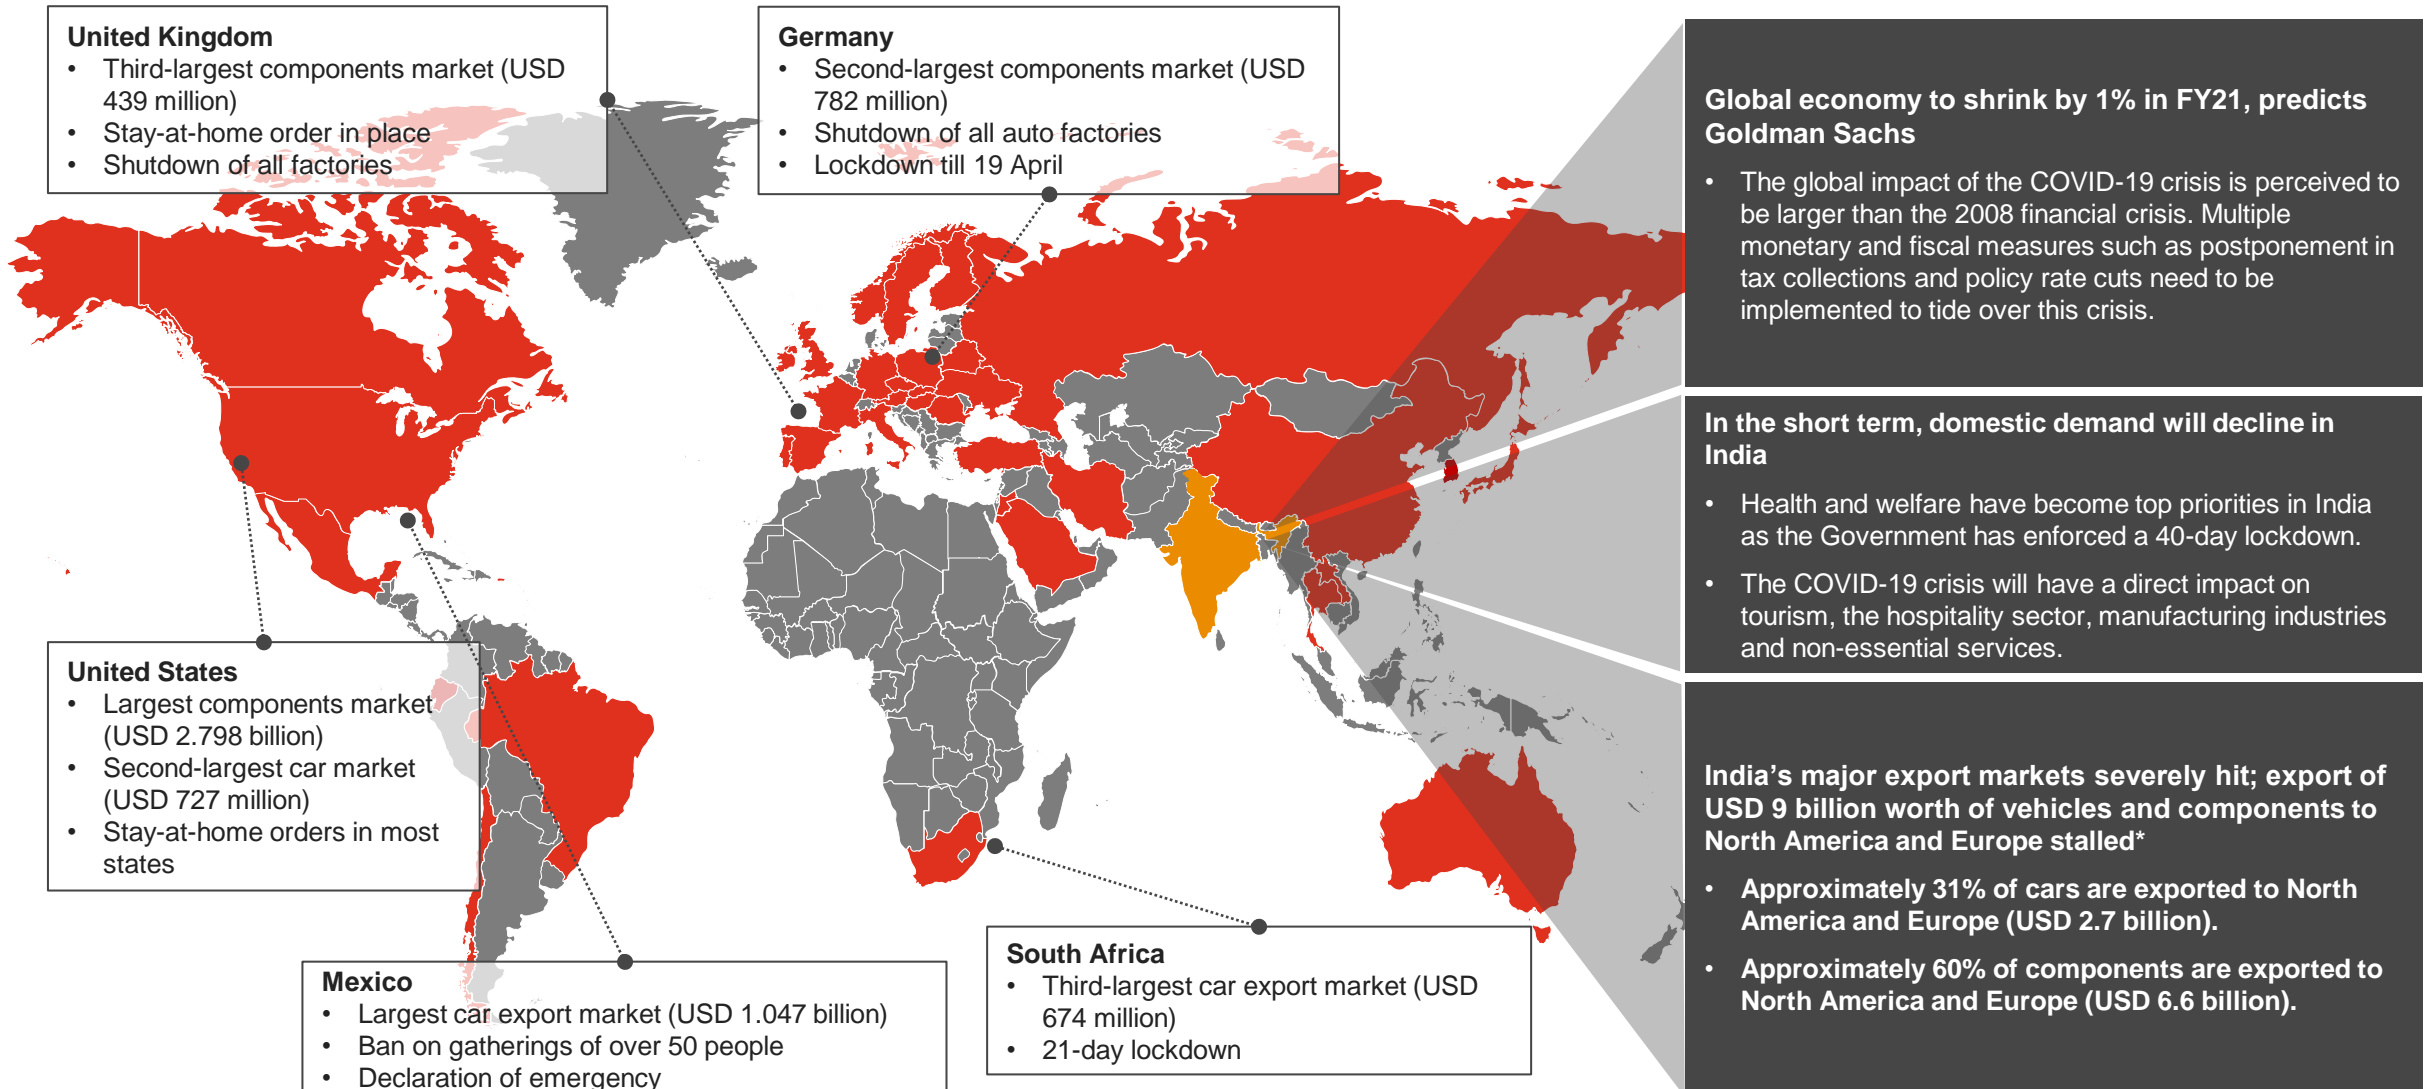 United Kingdom
• Third-largest components market (USD
439 million)
• Stay-at-home order in place
• Shutdown of all factories
Germany
• Second-largest components market (USD
782 million)
• Shutdown of all auto factories
• Lockdown till 19 April
Global economy to shrink by 1% in FY21, predicts
Goldman Sachs
• The global impact of the COVID-19 crisis is perceived to
be larger than the 2008 financial crisis. Multiple
monetary and fiscal measures such as postponement in
tax collections and policy rate cuts need to be
implemented to tide over this crisis.
In the short term, domestic demand will decline in
India
• Health and welfare have become top priorities in India
as the Government has enforced a 40-day lockdown.
• The COVID-19 crisis will have a direct impact on
tourism, the hospitality sector, manufacturing industries
and non-essential services.
United States
• Largest components market
(USD 2.798 billion)
• Second-largest car market
(USD 727 million)
• Stay-at-home orders in most
states
India’s major export markets severely hit; export of
USD 9 billion worth of vehicles and components to
North America and Europe stalled*
• Approximately 31% of cars are exported to North
America and Europe (USD 2.7 billion).
• Approximately 60% of components are exported to
North America and Europe (USD 6.6 billion).
Mexico
• Largest car export market (USD 1.047 billion)
• Ban on gatherings of over 50 people
• Declaration of emergency
South Africa
• Third-largest car export market (USD
674 million)
• 21-day lockdown